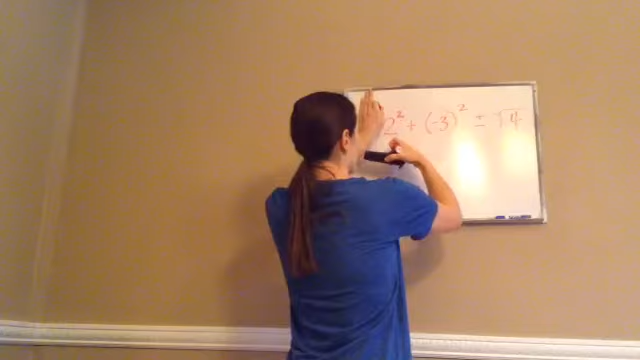 2² + (-3)² ± √4